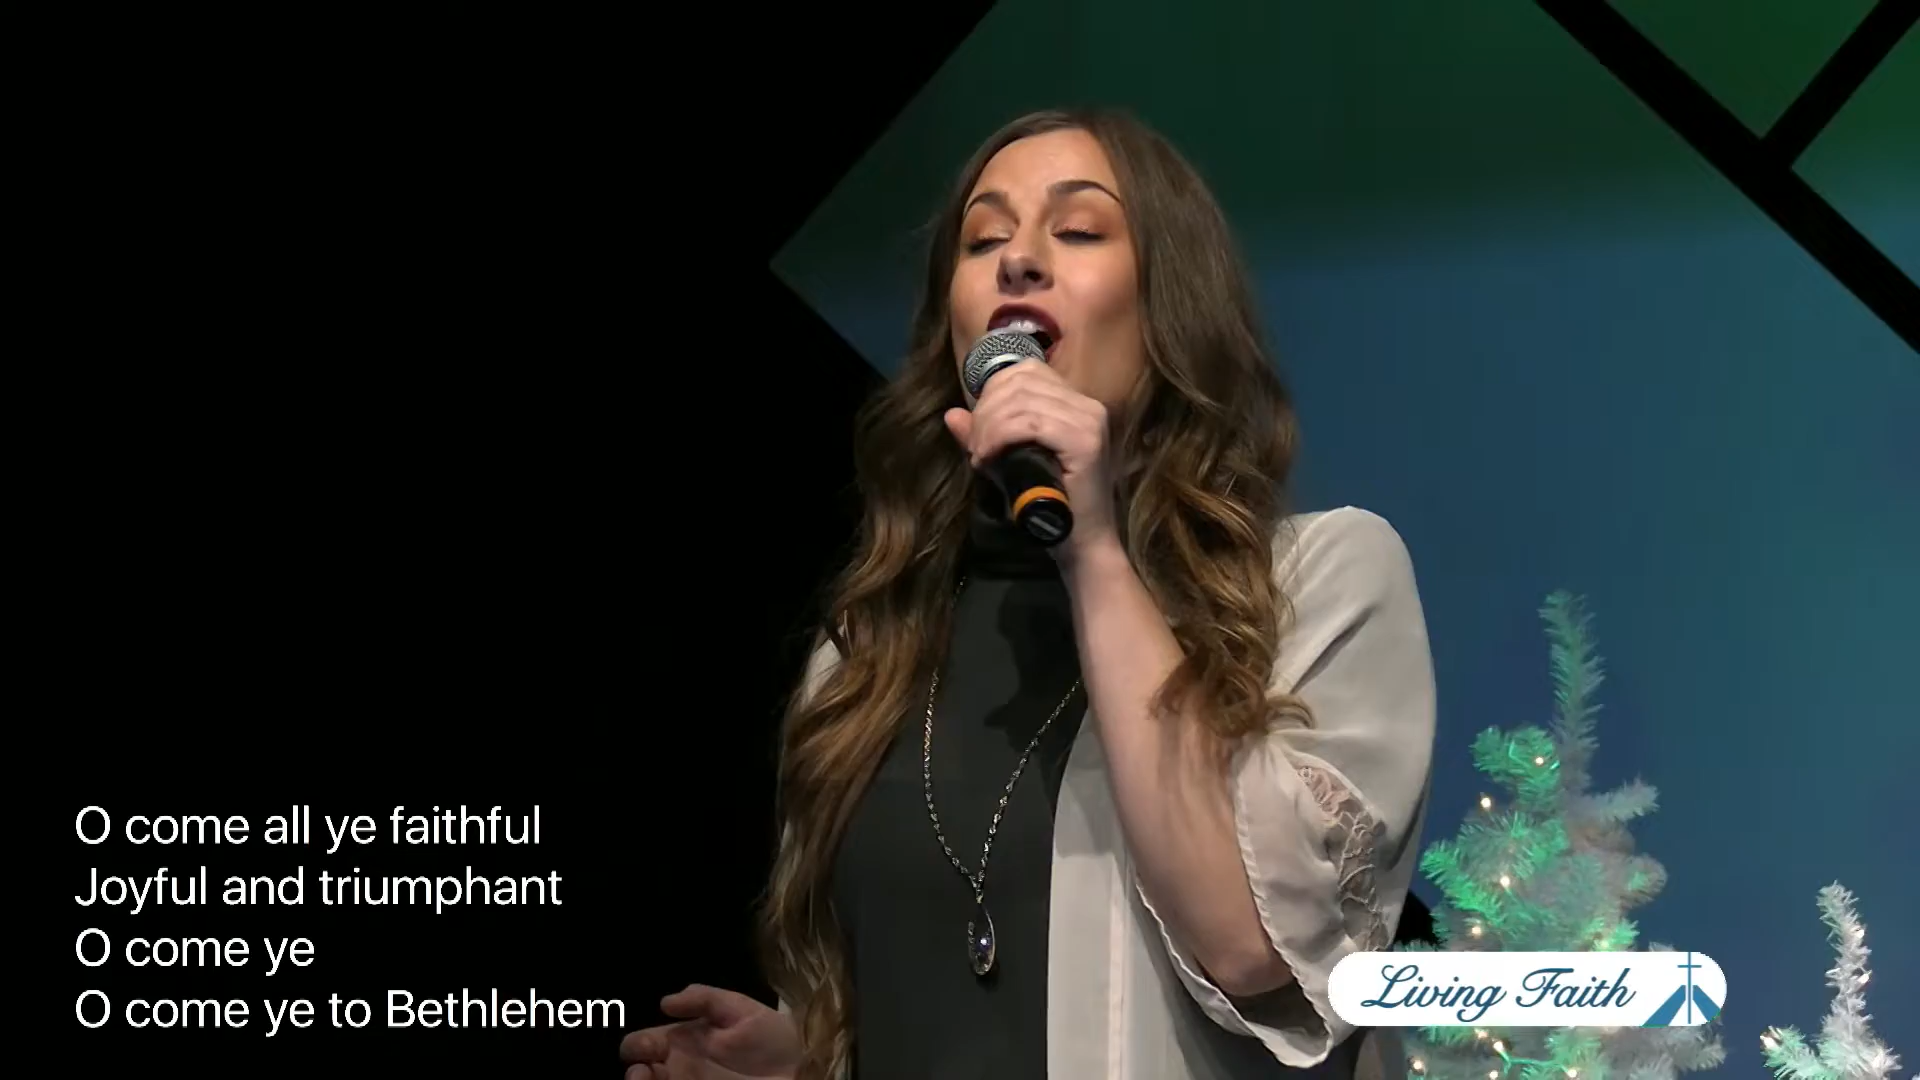 O come all ye faithful
Joyful and triumphant
O come ye
O come ye to Bethlehem
Living Faith